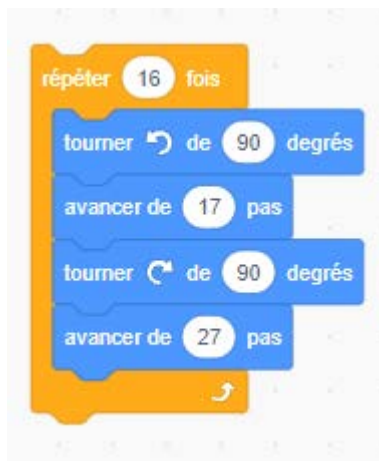 répéter 16 fois
tourner de 90 degrés
avancer de 17 pas
tourner de 90 degrés
avancer de 27 pas